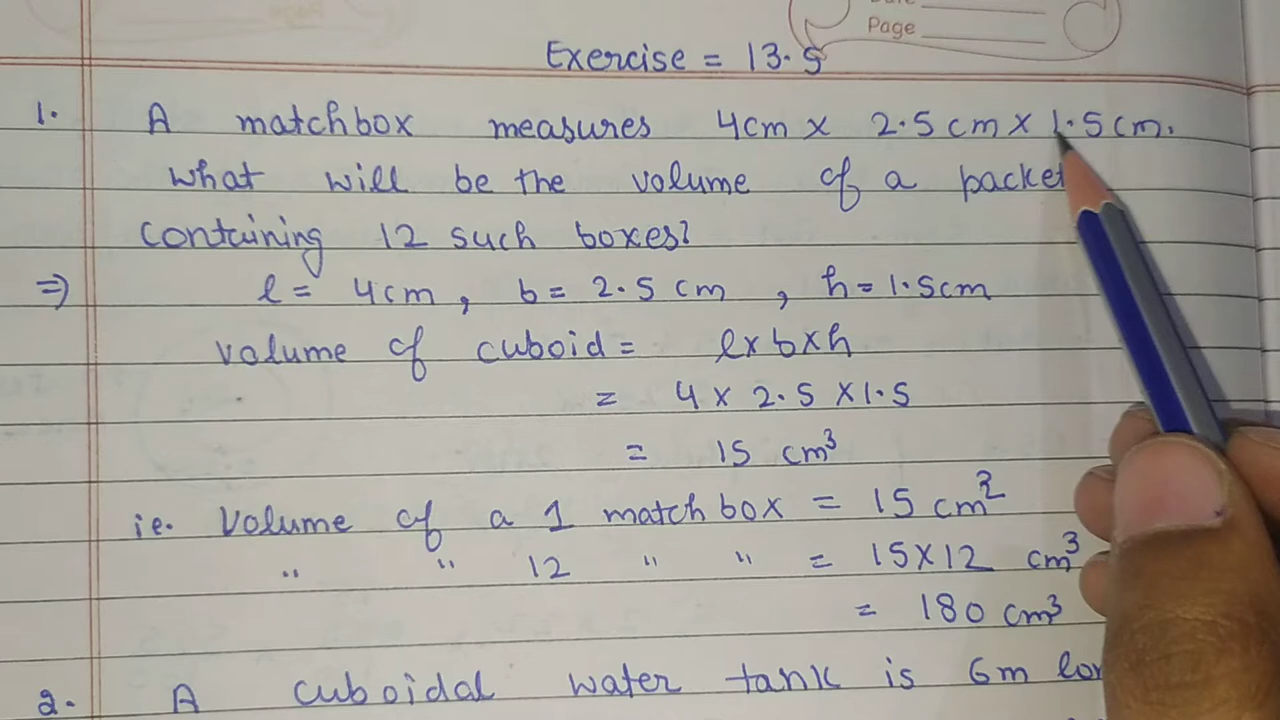 Page
Exercise = 13.5
1. A matchbox measures 4cm x 2.5 cm x 1.5cm.
What will be the volume of a packet
containing 12 such boxes?
⇒ l = 4cm, b = 2.5 cm, h = 1.5cm
volume of cuboid = l x b x h
= 4 x 2.5 x 1.5
= 15 cm³
ie. Volume of a 1 match box = 15 cm²
" " 12 " " = 15x12 cm³
= 180 cm³
2. A cuboidal water tank is 6m